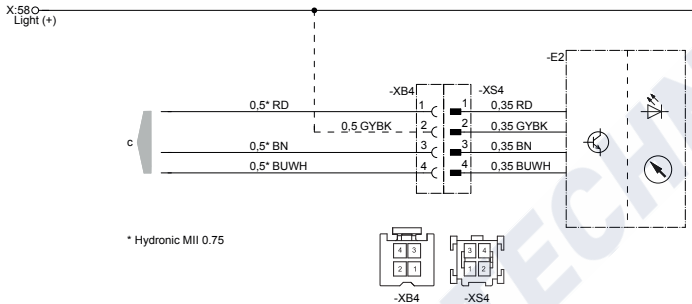 X:58
Light (+)
-E2
-XB4
-XS4
0,5* RD
1
1
0,35 RD
0,5 GYBK
2
2
0,35 GYBK
c
0,5* BN
3
3
0,35 BN
0,5* BUWH
4
4
0,35 BUWH
* Hydronic MII 0.75
4 3
3 4
2 1
1 2
-XB4
-XS4
TECHN